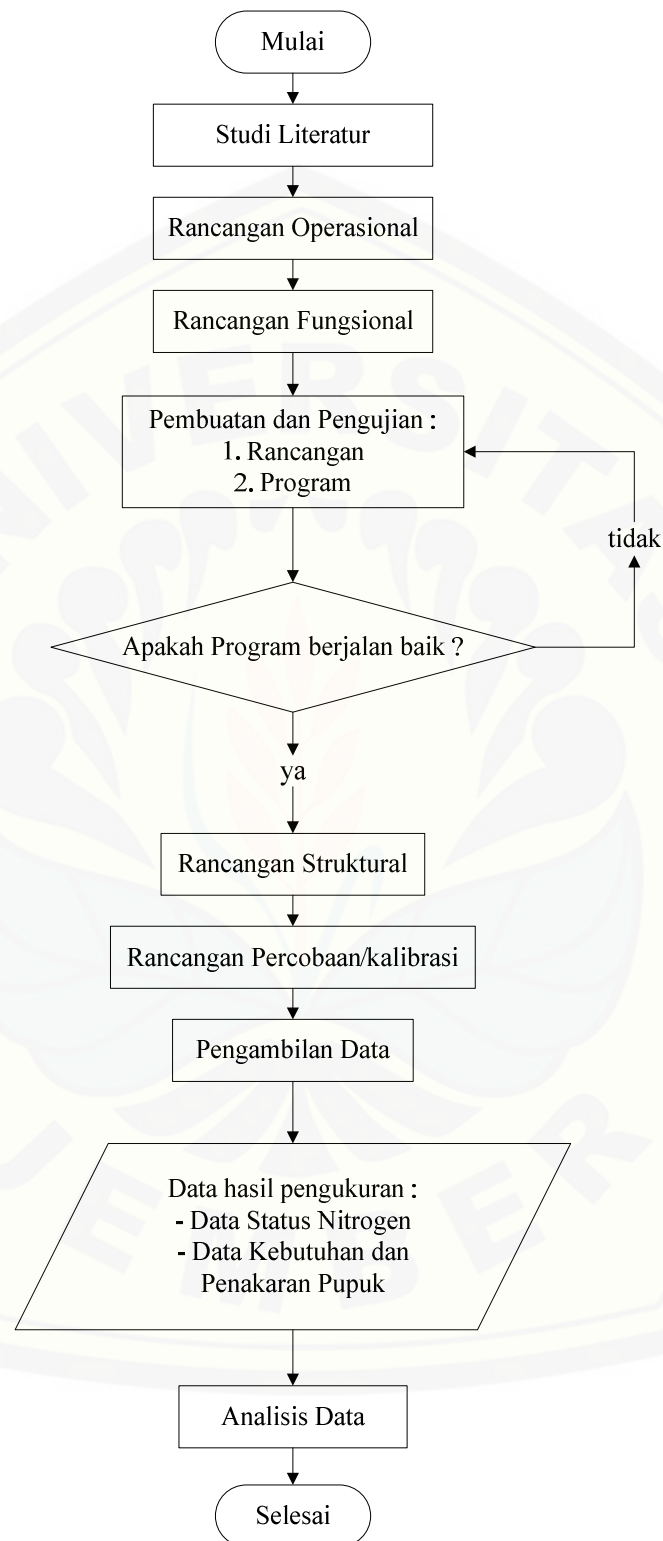 Mulai
Studi Literatur
Rancangan Operasional
Rancangan Fungsional
Pembuatan dan Pengujian :
1. Rancangan
2. Program
tidak
Apakah Program berjalan baik ?
ya
Rancangan Struktural
Rancangan Percobaan/kalibrasi
Pengambilan Data
Data hasil pengukuran :
- Data Status Nitrogen
- Data Kebutuhan dan
Penakaran Pupuk
Analisis Data
Selesai
UNIVERSITAS
JEMBER